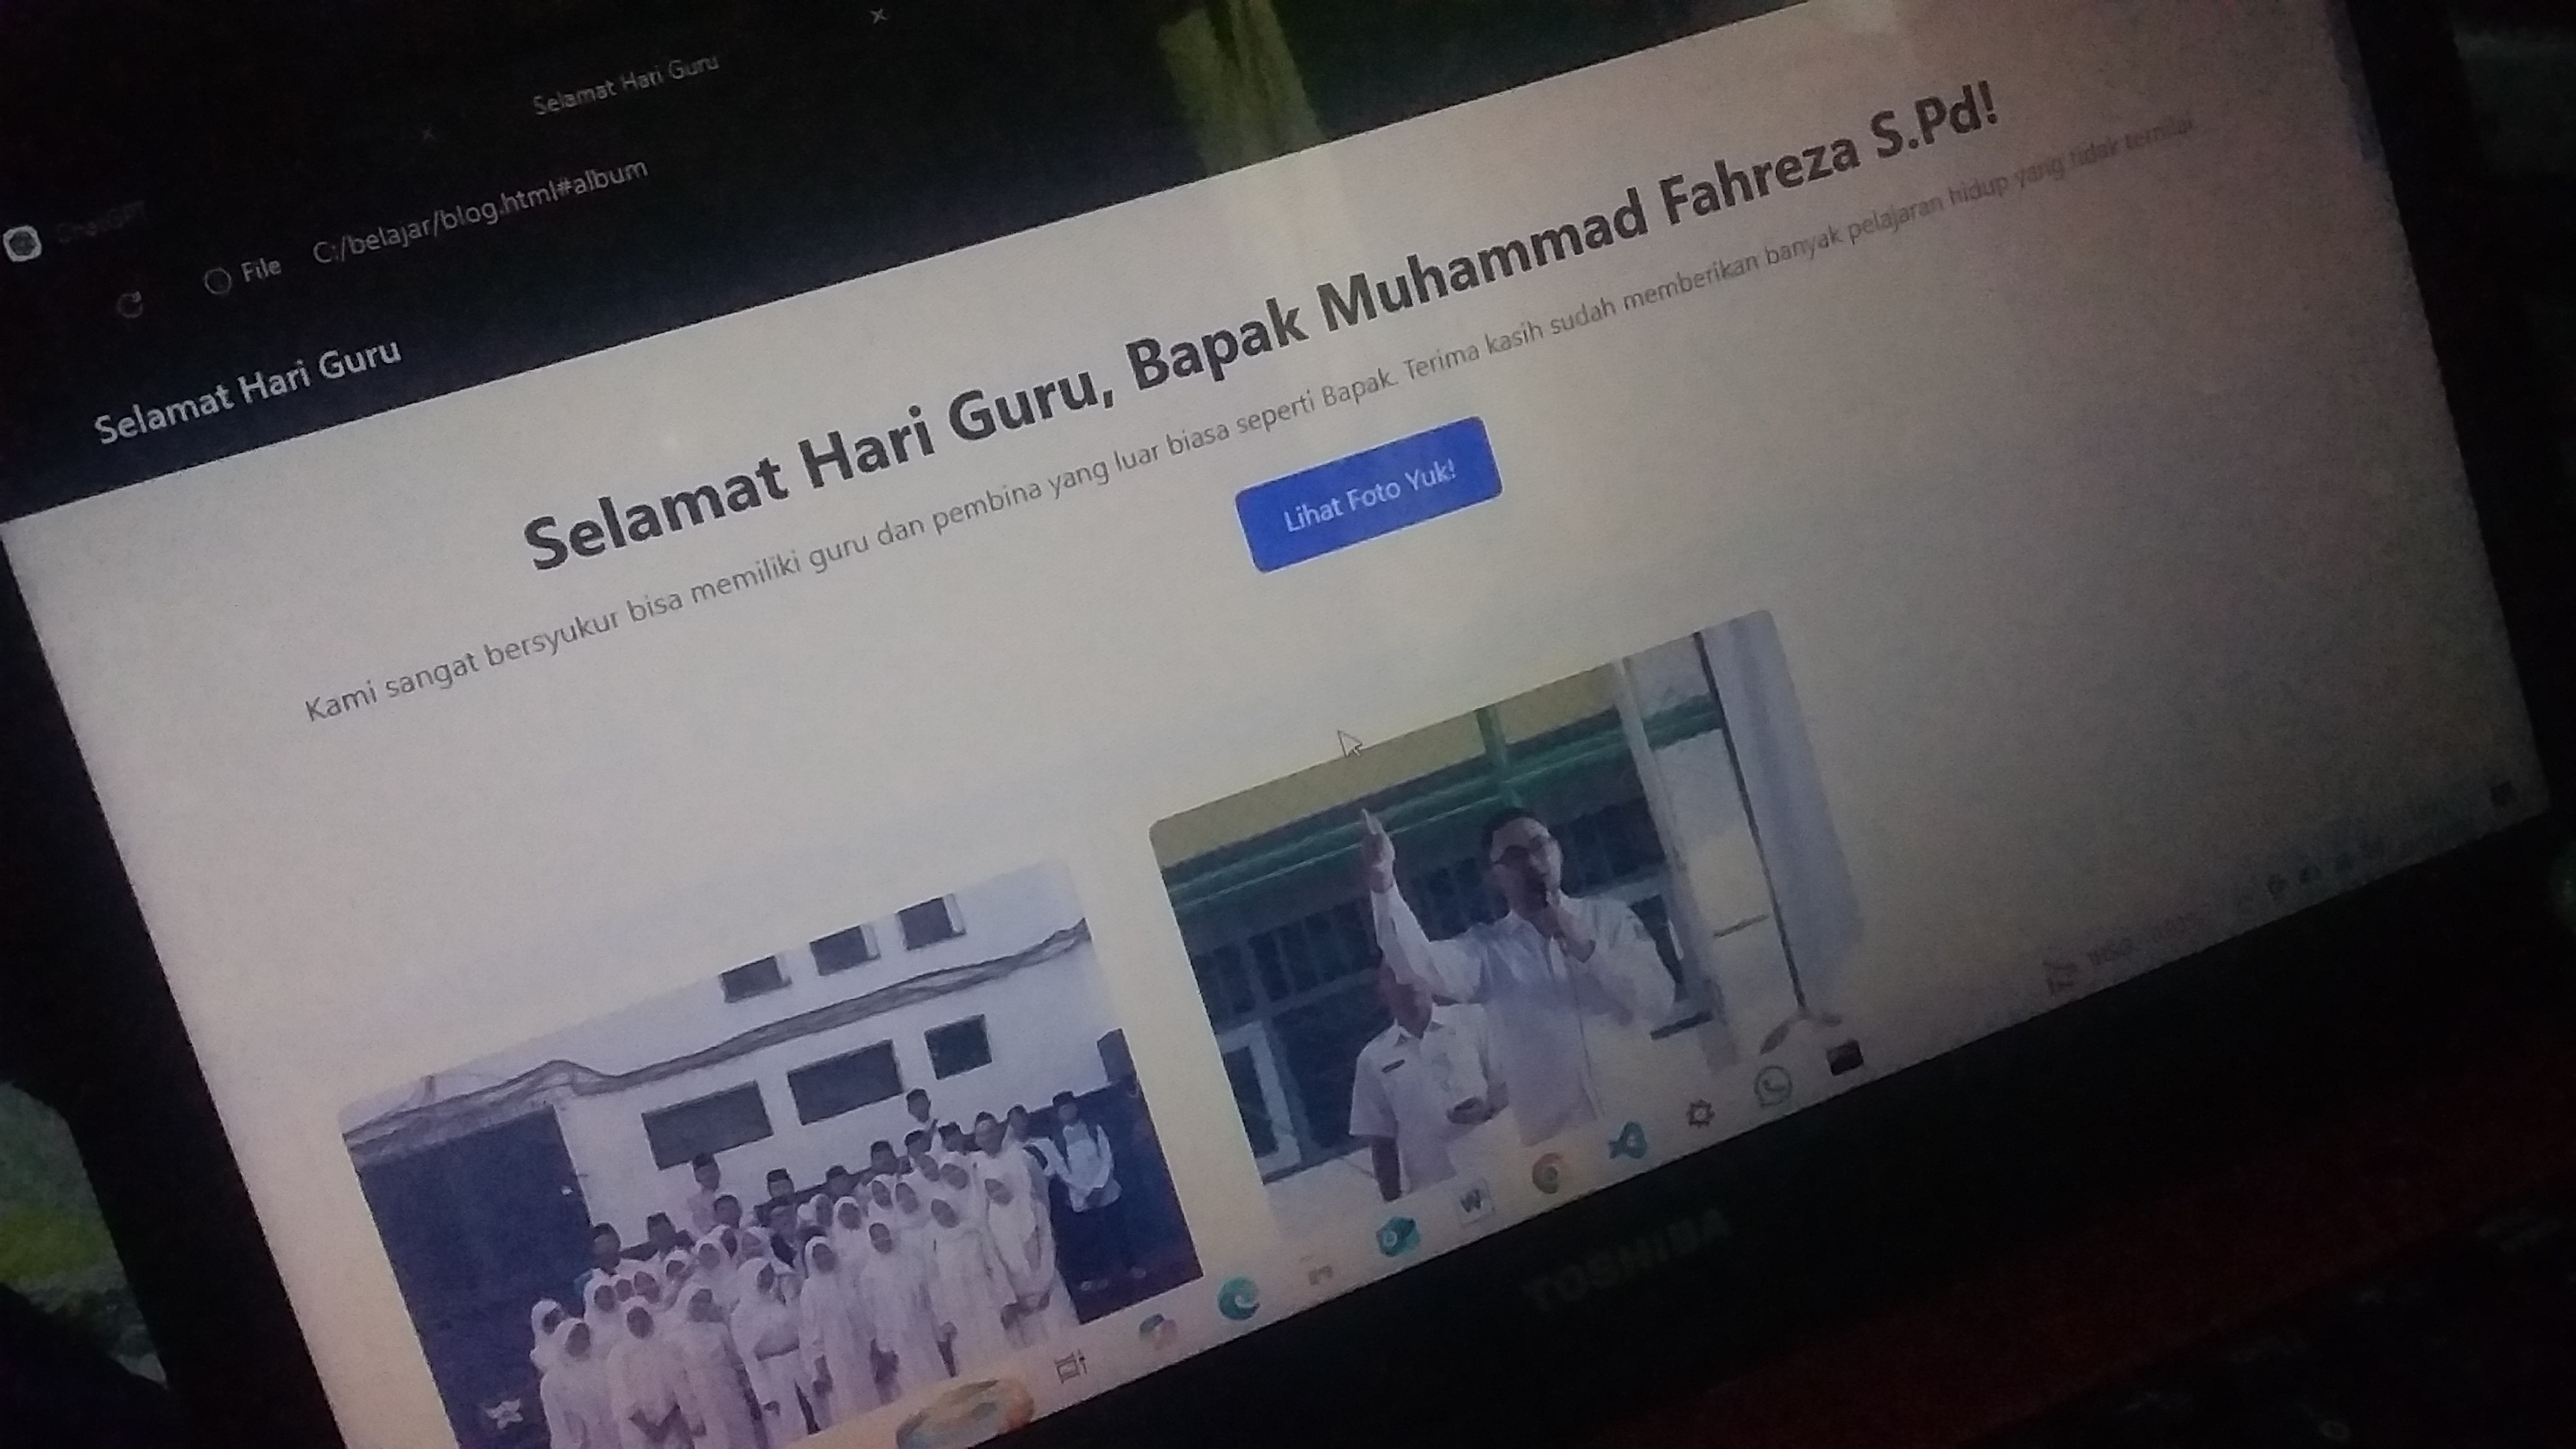 Selamat Hari Guru
ChatGPT
File C:/belajar/blog.html#album
Selamat Hari Guru
Selamat Hari Guru, Bapak Muhammad Fahreza S.Pd!
Kami sangat bersyukur bisa memiliki guru dan pembina yang luar biasa seperti Bapak. Terima kasih sudah memberikan banyak pelajaran hidup yang tidak ternilai
Lihat Foto Yuk!
W
TOSHIBA